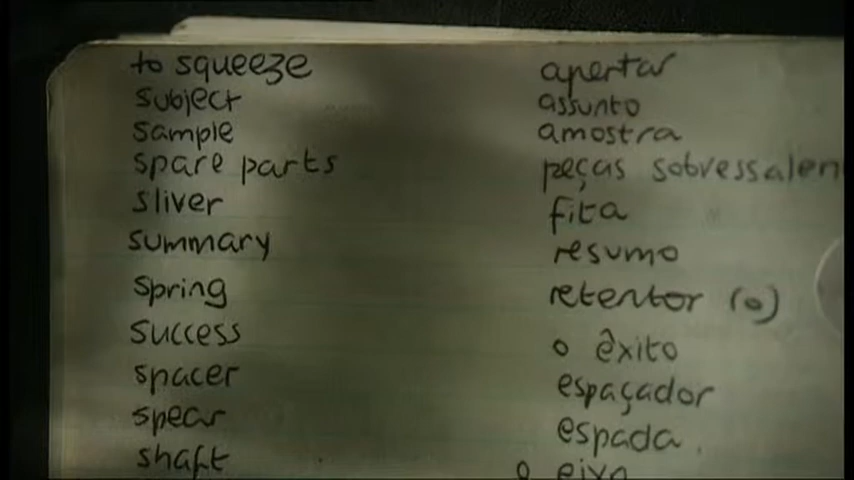 to squeeze apertar
subject assunto
sample amostra
spare parts peças sobressalen
sliver fita
summary resumo
spring retentor (o)
success o êxito
spacer espaçador
spear espada.
shaft o eixo